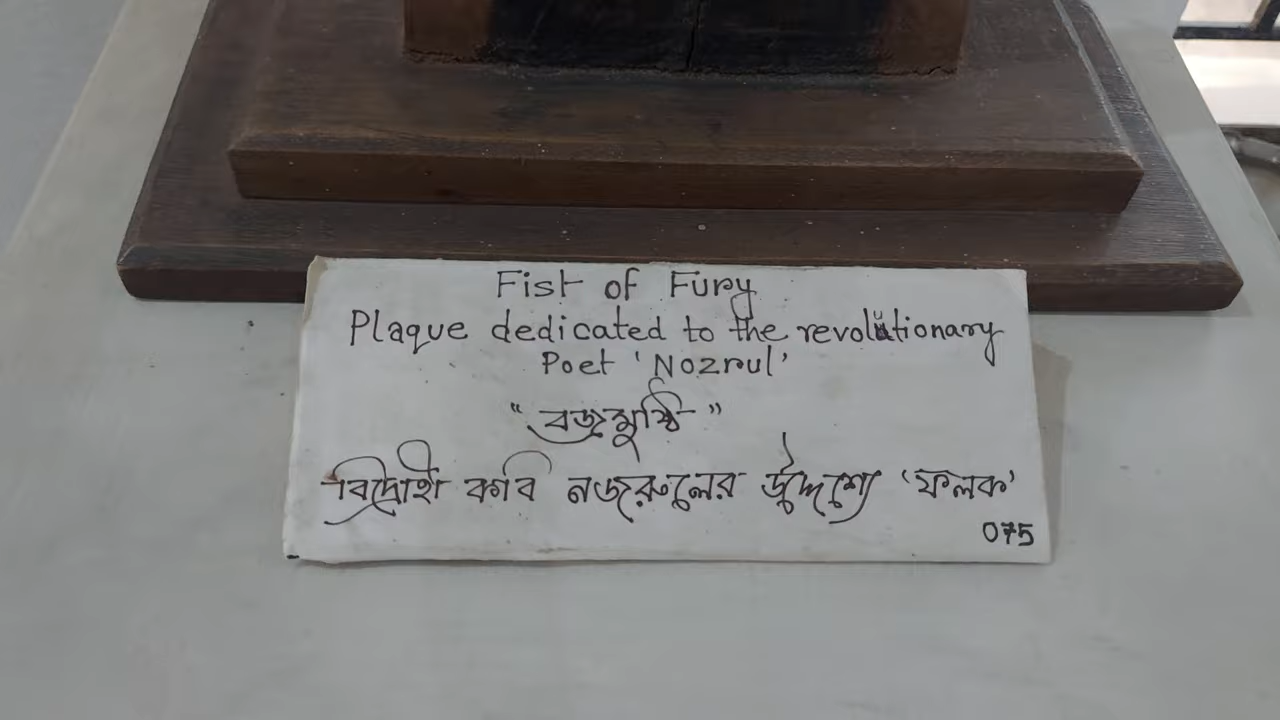 Fist of Fury
Plaque dedicated to the revolutionary
Poet 'Nozrul'
"বজ্রমুষ্ঠি"
বিদ্রোহী কবি নজরুলের উদ্দেশ্যে 'ফলক'
075